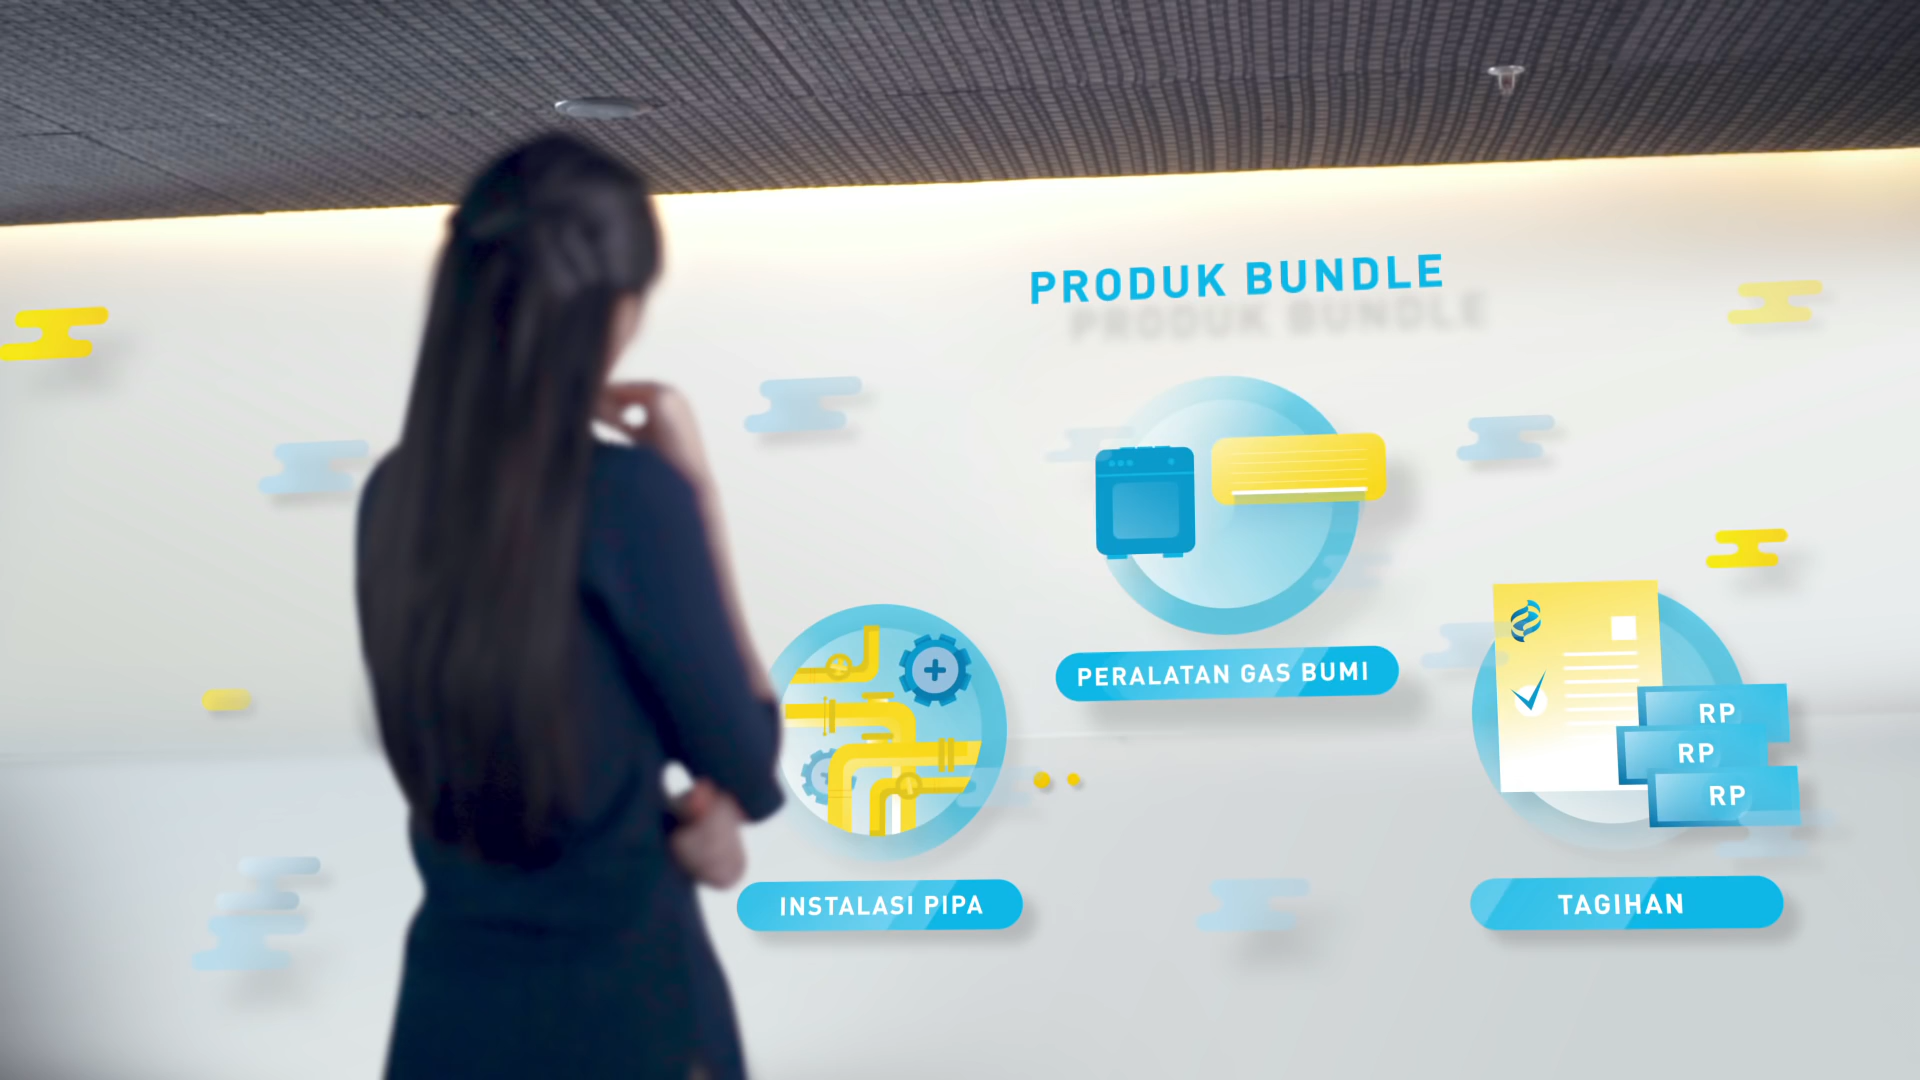 PRODUK BUNDLE
PERALATAN GAS BUMI
INSTALASI PIPA
RP
RP
RP
TAGIHAN